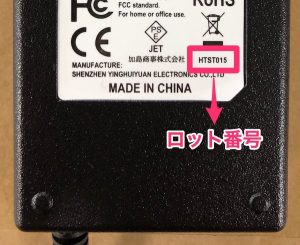 FCC standard.
For home or office use.
RoHS
PS
E
JET
加島商事株式会社
HTST015
MANUFACTURE:
SHENZHEN YINGHUIYUAN ELECTRONICS CO.,LTD
MADE IN CHINA
ロット番号